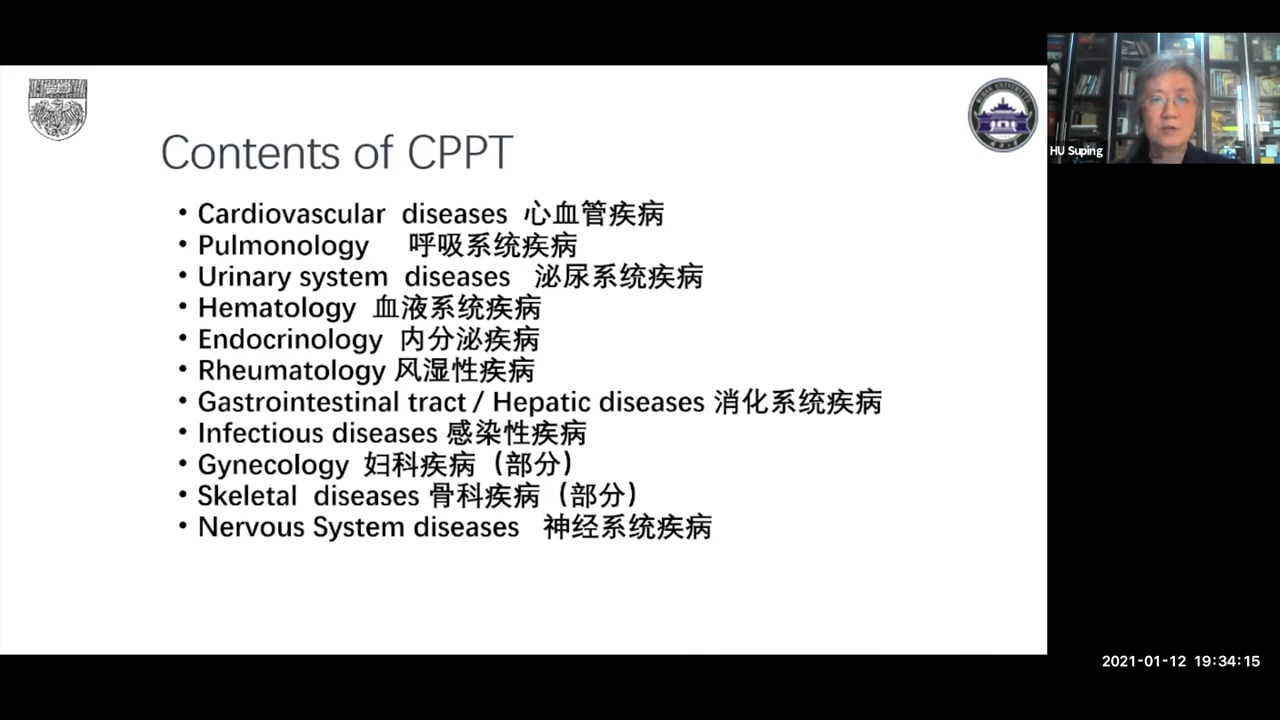 Contents of CPPT
• Cardiovascular diseases 心血管疾病
• Pulmonology 呼吸系统疾病
• Urinary system diseases 泌尿系统疾病
• Hematology 血液系统疾病
• Endocrinology 内分泌疾病
• Rheumatology 风湿性疾病
• Gastrointestinal tract / Hepatic diseases 消化系统疾病
• Infectious diseases 感染性疾病
• Gynecology 妇科疾病（部分）
• Skeletal diseases 骨科疾病（部分）
• Nervous System diseases 神经系统疾病
HU Suping
2021-01-12 19:34:15